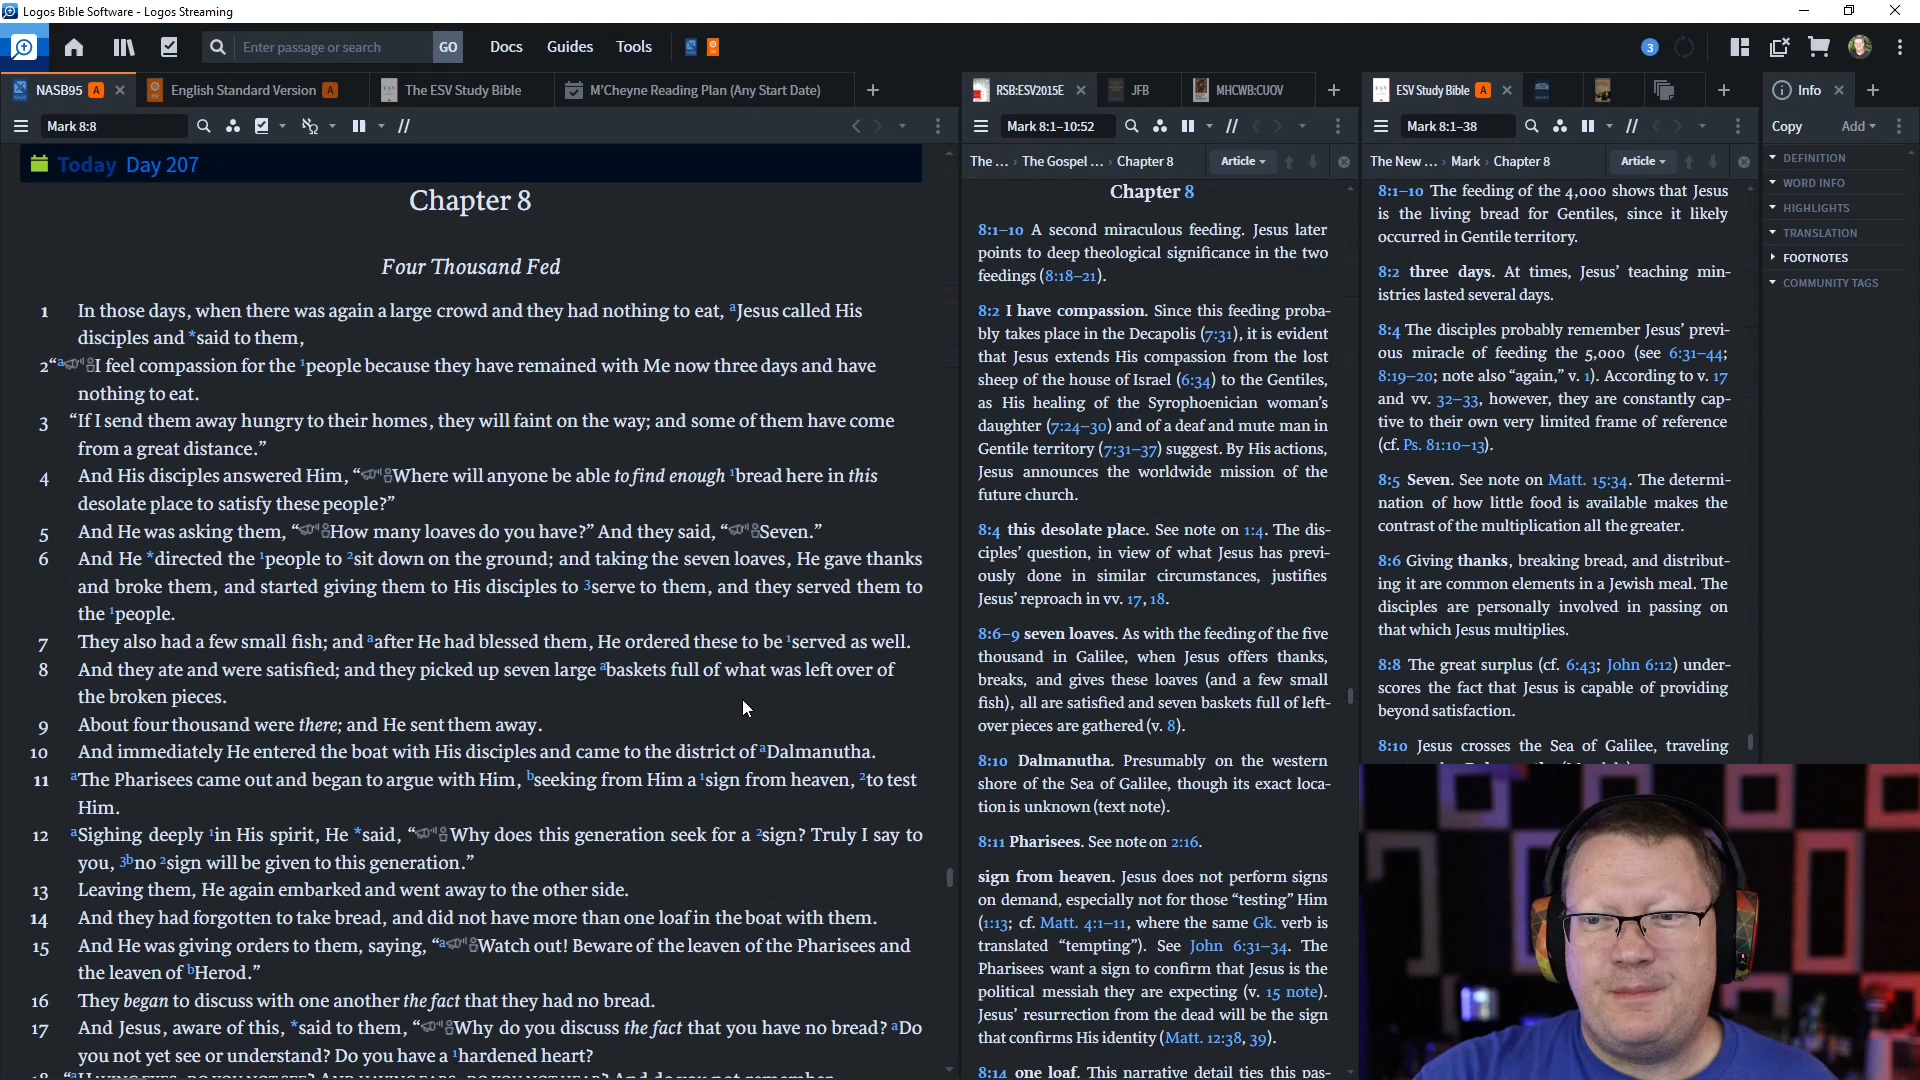 Logos Bible Software - Logos Streaming
Enter passage or search
GO
Docs
Guides
Tools
3
NASB95 A
English Standard Version A
The ESV Study Bible
M'Cheyne Reading Plan (Any Start Date)
RSB:ESV2015E
JFB
MHCWB:CUOV
ESV Study Bible A
Info
Mark 8:8
Mark 8:1–10:52
Mark 8:1–38
Copy
Add
Today Day 207
Chapter 8
Four Thousand Fed
1 In those days, when there was again a large crowd and they had nothing to eat, aJesus called His
disciples and *said to them,
2 “aI feel compassion for the 1people because they have remained with Me now three days and have
nothing to eat.
3 “If I send them away hungry to their homes, they will faint on the way; and some of them have come
from a great distance.”
4 And His disciples answered Him, “Where will anyone be able to find enough 1bread here in this
desolate place to satisfy these people?”
5 And He was asking them, “How many loaves do you have?” And they said, “Seven.”
6 And He *directed the 1people to 2sit down on the ground; and taking the seven loaves, He gave thanks
and broke them, and started giving them to His disciples to 3serve to them, and they served them to
the 1people.
7 They also had a few small fish; and aafter He had blessed them, He ordered these to be 1served as well.
8 And they ate and were satisfied; and they picked up seven large abaskets full of what was left over of
the broken pieces.
9 About four thousand were there; and He sent them away.
10 And immediately He entered the boat with His disciples and came to the district of aDalmanutha.
11 aThe Pharisees came out and began to argue with Him, bseeking from Him a 1sign from heaven, 2to test
Him.
12 aSighing deeply 1in His spirit, He *said, “Why does this generation seek for a 2sign? Truly I say to
you, 3bno 2sign will be given to this generation.”
13 Leaving them, He again embarked and went away to the other side.
14 And they had forgotten to take bread, and did not have more than one loaf in the boat with them.
15 And He was giving orders to them, saying, “aWatch out! Beware of the leaven of the Pharisees and
the leaven of bHerod.”
16 They began to discuss with one another the fact that they had no bread.
17 And Jesus, aware of this, *said to them, “Why do you discuss the fact that you have no bread? aDo
you not yet see or understand? Do you have a 1hardened heart?
The ... › The Gospel ... › Chapter 8
Article
Chapter 8
8:1–10 A second miraculous feeding. Jesus later
points to deep theological significance in the two
feedings (8:18–21).
8:2 I have compassion. Since this feeding proba-
bly takes place in the Decapolis (7:31), it is evident
that Jesus extends His compassion from the lost
sheep of the house of Israel (6:34) to the Gentiles,
as His healing of the Syrophoenician woman's
daughter (7:24–30) and of a deaf and mute man in
Gentile territory (7:31–37) suggest. By His actions,
Jesus announces the worldwide mission of the
future church.
8:4 this desolate place. See note on 1:4. The dis-
ciples' question, in view of what Jesus has previ-
ously done in similar circumstances, justifies
Jesus' reproach in vv. 17, 18.
8:6–9 seven loaves. As with the feeding of the five
thousand in Galilee, when Jesus offers thanks,
breaks, and gives these loaves (and a few small
fish), all are satisfied and seven baskets full of left-
over pieces are gathered (v. 8).
8:10 Dalmanutha. Presumably on the western
shore of the Sea of Galilee, though its exact loca-
tion is unknown (text note).
8:11 Pharisees. See note on 2:16.
sign from heaven. Jesus does not perform signs
on demand, especially not for those “testing” Him
(1:13; cf. Matt. 4:1–11, where the same Gk. verb is
translated “tempting”). See John 6:31–34. The
Pharisees want a sign to confirm that Jesus is the
political messiah they are expecting (v. 15 note).
Jesus' resurrection from the dead will be the sign
that confirms His identity (Matt. 12:38, 39).
8:14 one loaf. This narrative detail ties this pas-
The New ... › Mark › Chapter 8
Article
8:1–10 The feeding of the 4,000 shows that Jesus
is the living bread for Gentiles, since it likely
occurred in Gentile territory.
8:2 three days. At times, Jesus' teaching min-
istries lasted several days.
8:4 The disciples probably remember Jesus' previ-
ous miracle of feeding the 5,000 (see 6:31–44;
8:19–20; note also “again,” v. 1). According to v. 17
and vv. 32–33, however, they are constantly cap-
tive to their own very limited frame of reference
(cf. Ps. 81:10–13).
8:5 Seven. See note on Matt. 15:34. The determi-
nation of how little food is available makes the
contrast of the multiplication all the greater.
8:6 Giving thanks, breaking bread, and distribut-
ing it are common elements in a Jewish meal. The
disciples are personally involved in passing on
that which Jesus multiplies.
8:8 The great surplus (cf. 6:43; John 6:12) under-
scores the fact that Jesus is capable of providing
beyond satisfaction.
8:10 Jesus crosses the Sea of Galilee, traveling
DEFINITION
WORD INFO
HIGHLIGHTS
TRANSLATION
FOOTNOTES
COMMUNITY TAGS